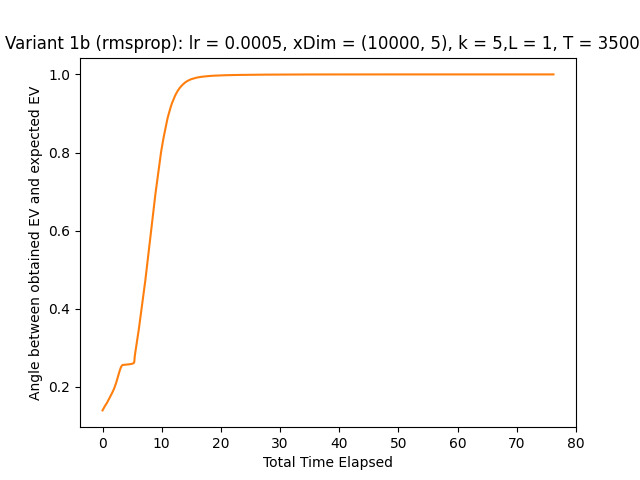 Variant 1b (rmsprop): lr = 0.0005, xDim = (10000, 5), k = 5,L = 1, T = 3500
Angle between obtained EV and expected EV
1.0
0.8
0.6
0.4
0.2
0 10 20 30 40 50 60 70 80
Total Time Elapsed